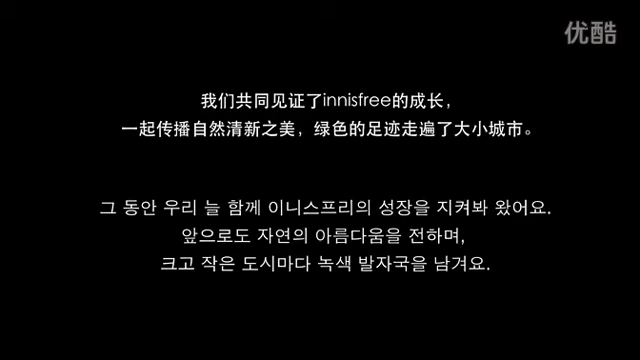 优酷
我们共同见证了innisfree的成长，
一起传播自然清新之美，绿色的足迹走遍了大小城市。
그 동안 우리 늘 함께 이니스프리의 성장을 지켜봐 왔어요.
앞으로도 자연의 아름다움을 전하며,
크고 작은 도시마다 녹색 발자국을 남겨요.